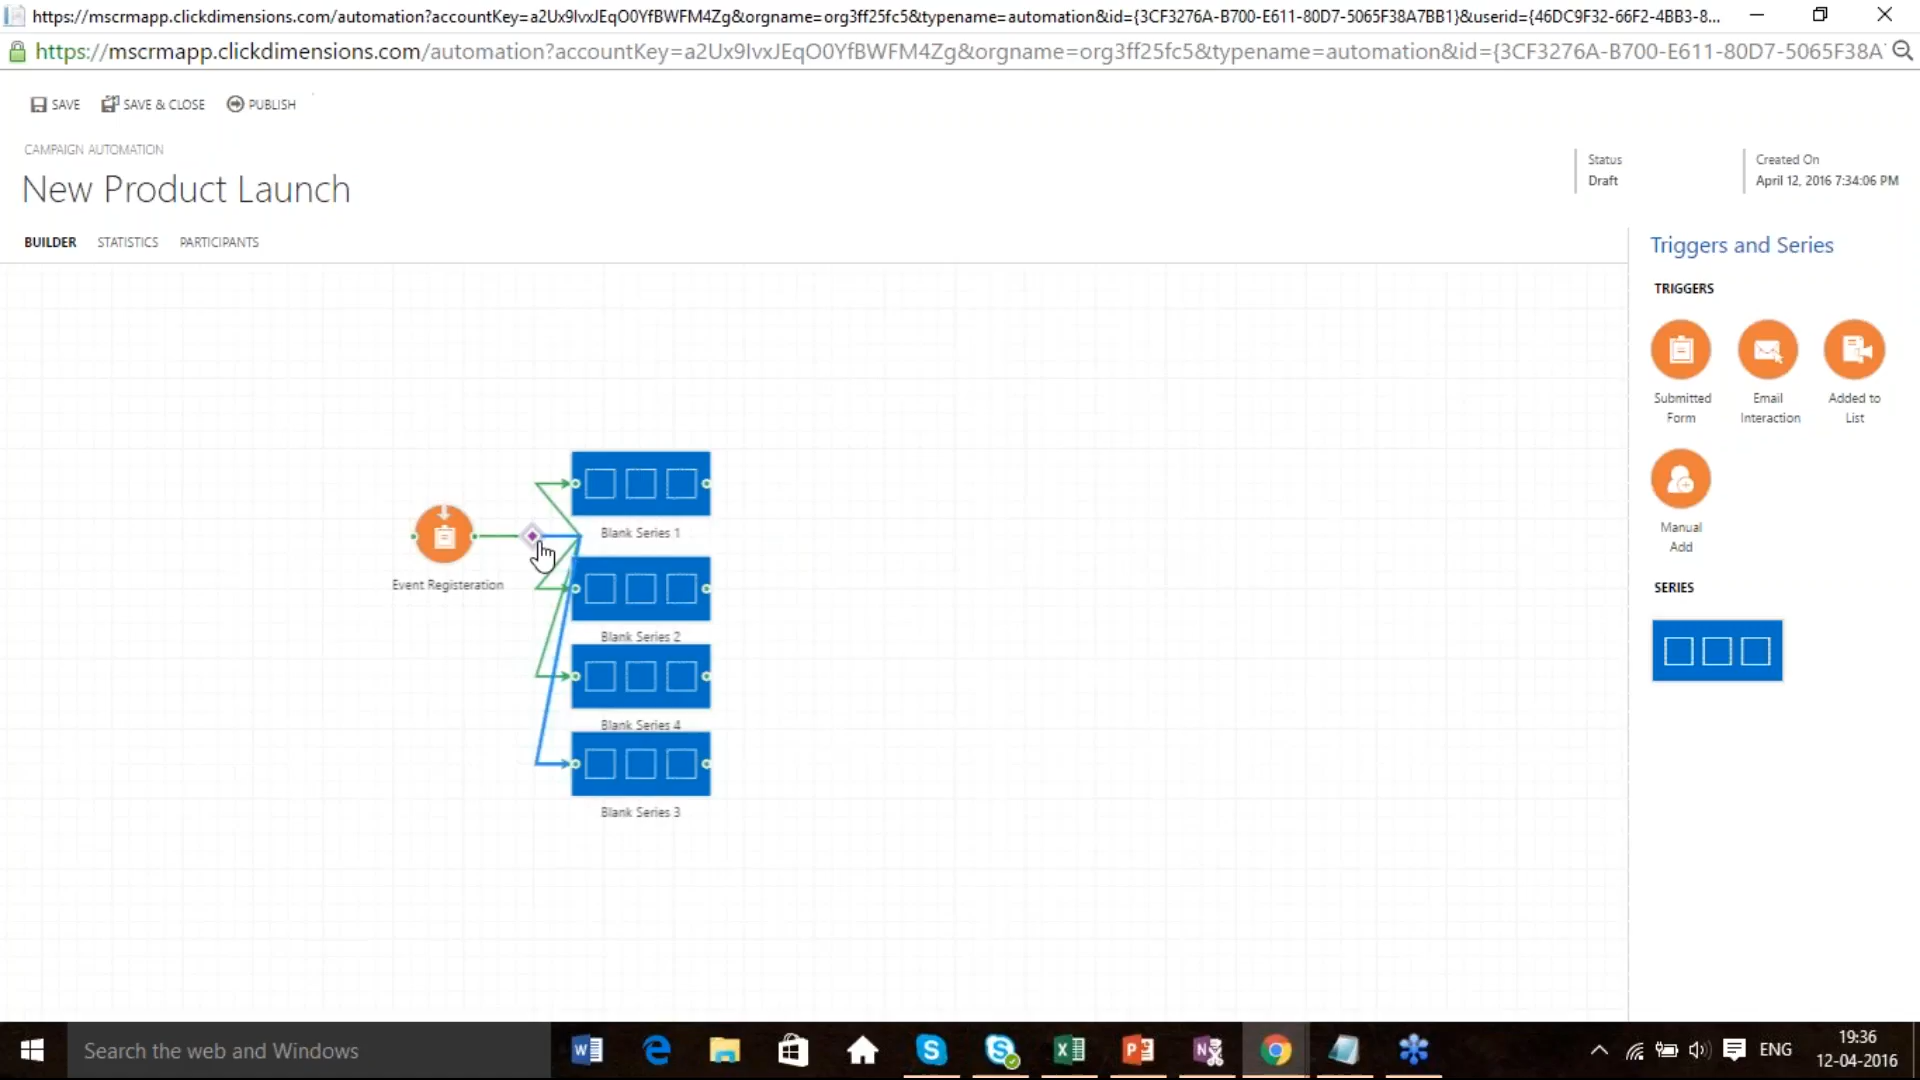 https://mscrmapp.clickdimensions.com/automation?accountKey=a2Ux9IvxJEqO0YfBWFM4Zg&orgname=org3ff25fc5&typename=automation&id={3CF3276A-B700-E611-80D7-5065F38A7BB1}&userid={46DC9F32-66F2-4BB3-8...
https://mscrmapp.clickdimensions.com/automation?accountKey=a2Ux9IvxJEqO0YfBWFM4Zg&orgname=org3ff25fc5&typename=automation&id={3CF3276A-B700-E611-80D7-5065F38A
SAVE SAVE & CLOSE PUBLISH
CAMPAIGN AUTOMATION
New Product Launch
Status
Draft
Created On
April 12, 2016 7:34:06 PM
BUILDER STATISTICS PARTICIPANTS
Event Registeration
Blank Series 1
Blank Series 2
Blank Series 4
Blank Series 3
Triggers and Series
TRIGGERS
Submitted Form
Email Interaction
Added to List
Manual Add
SERIES
Search the web and Windows
ENG
19:36
12-04-2016